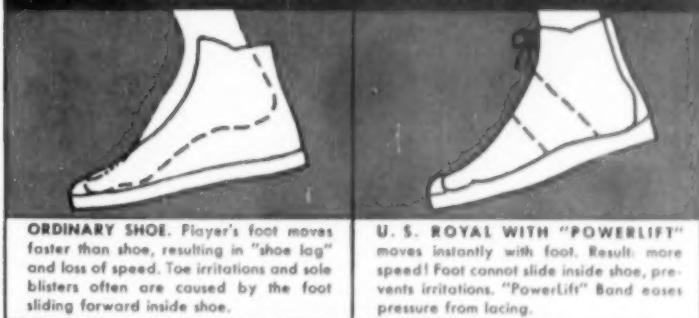 ORDINARY SHOE. Player's foot moves
faster than shoe, resulting in "shoe lag"
and loss of speed. Toe irritations and sole
blisters often are caused by the foot
sliding forward inside shoe.
U. S. ROYAL WITH "POWERLIFT"
moves instantly with foot. Result: more
speed! Foot cannot slide inside shoe, pre-
vents irritations. "PowerLift" Band eases
pressure from lacing.